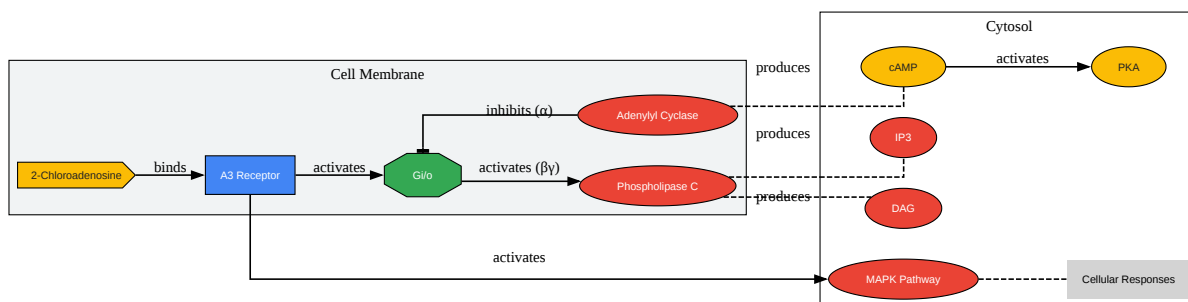 Cytosol
Cell Membrane
produces
cAMP
activates
PKA
inhibits (α)
Adenylyl Cyclase
produces
IP3
2-Chloroadenosine
binds
A3 Receptor
activates
Gi/o
activates (βγ)
Phospholipase C
produces
DAG
activates
MAPK Pathway
Cellular Responses